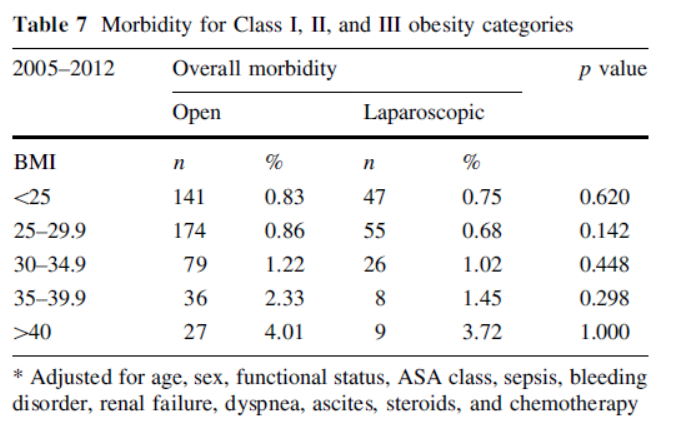 Table 7 Morbidity for Class I, II, and III obesity categories
2005–2012 Overall morbidity p value
Open Laparoscopic
BMI n % n %
<25 141 0.83 47 0.75 0.620
25–29.9 174 0.86 55 0.68 0.142
30–34.9 79 1.22 26 1.02 0.448
35–39.9 36 2.33 8 1.45 0.298
>40 27 4.01 9 3.72 1.000
* Adjusted for age, sex, functional status, ASA class, sepsis, bleeding
disorder, renal failure, dyspnea, ascites, steroids, and chemotherapy